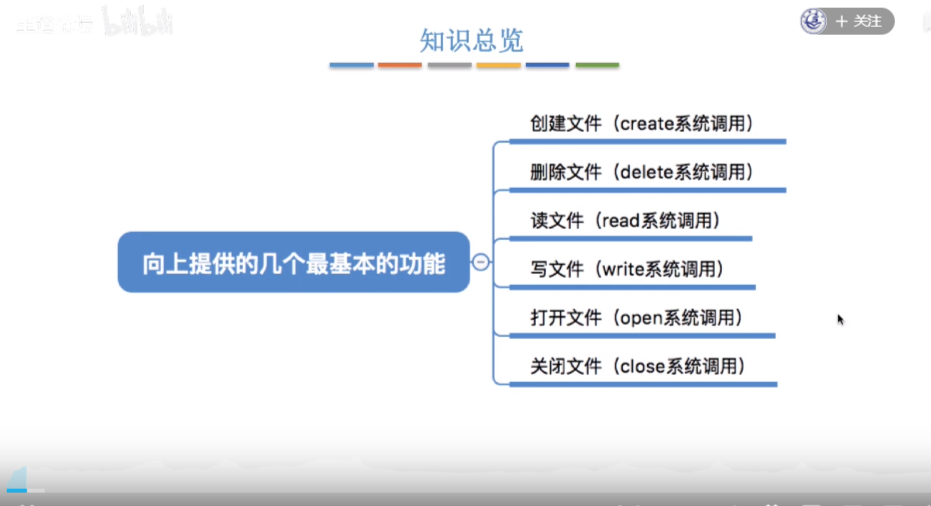 bilibili
+ 关注
知识总览
创建文件（create系统调用）
删除文件（delete系统调用）
读文件（read系统调用）
向上提供的几个最基本的功能
写文件（write系统调用）
打开文件（open系统调用）
关闭文件（close系统调用）